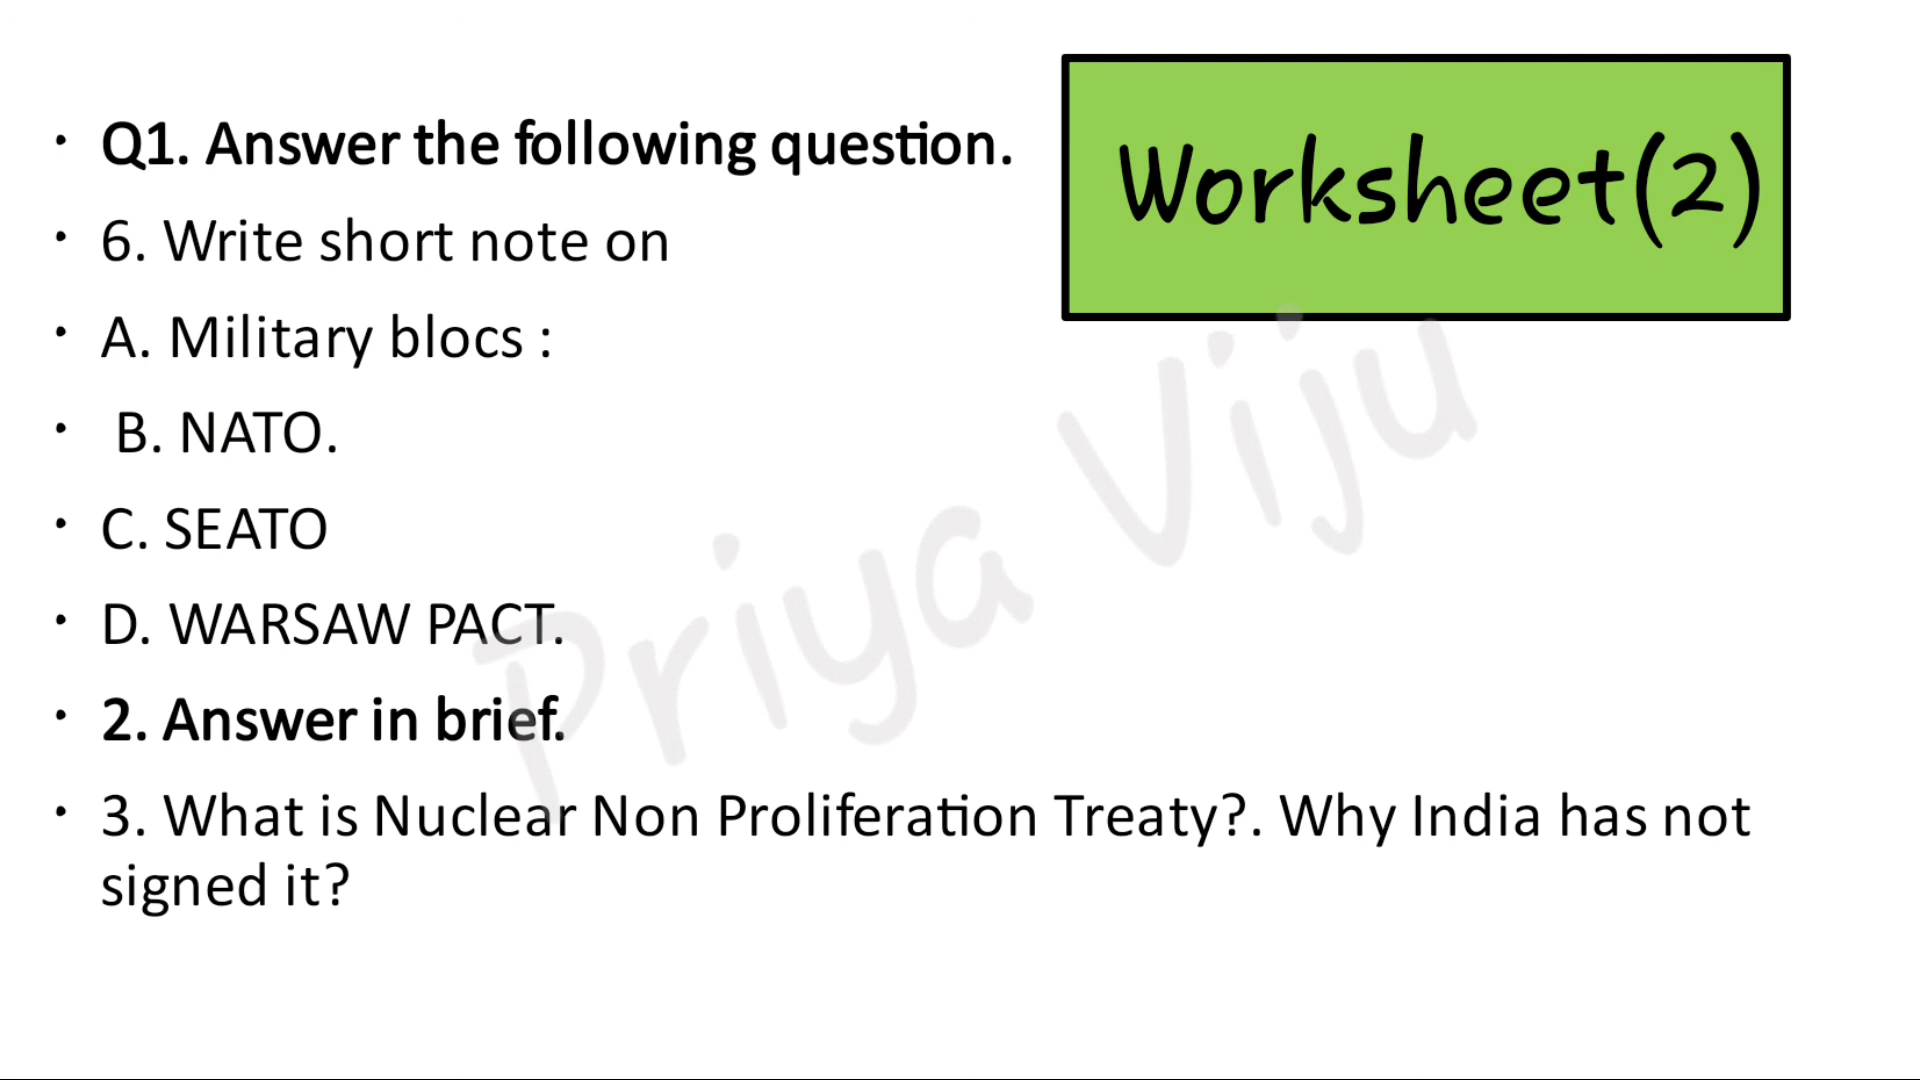 • Q1. Answer the following question.
Worksheet(2)
• 6. Write short note on
• A. Military blocs :
• B. NATO.
• C. SEATO
• D. WARSAW PACT.
• 2. Answer in brief.
• 3. What is Nuclear Non Proliferation Treaty?. Why India has not
signed it?
Priya Viju